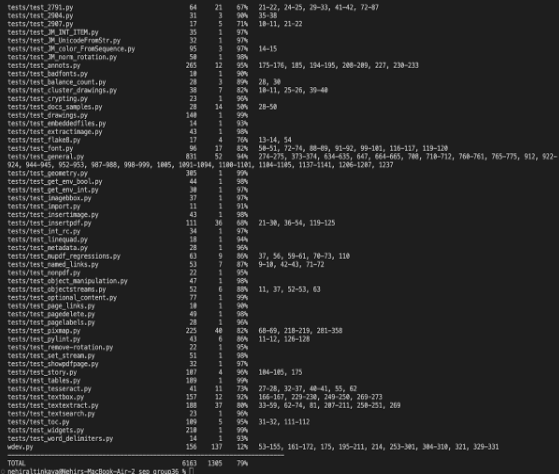 tests/test_2791.py 64 21 67% 21-22, 24-25, 29-33, 41-42, 72-87
tests/test_2904.py 31 3 90% 35-38
tests/test_2907.py 17 5 71% 10-11, 21-22
tests/test_JM_INT_ITEM.py 35 1 97%
tests/test_JM_UnicodeFromStr.py 32 1 97%
tests/test_JM_color_FromSequence.py 95 3 97% 14-15
tests/test_JM_norm_rotation.py 50 1 98%
tests/test_annots.py 265 12 95% 175-176, 185, 194-195, 208-209, 227, 230-233
tests/test_badfonts.py 10 1 90%
tests/test_balance_count.py 28 3 89% 28, 30
tests/test_cluster_drawings.py 38 7 82% 10-11, 25-26, 39-40
tests/test_crypting.py 23 1 96%
tests/test_docs_samples.py 28 14 50% 28-50
tests/test_drawings.py 140 1 99%
tests/test_embeddedfiles.py 14 1 93%
tests/test_extractimage.py 43 1 98%
tests/test_flake8.py 17 4 76% 13-14, 54
tests/test_font.py 96 17 82% 50-51, 72-74, 88-89, 91-92, 99-101, 116-117, 119-120
tests/test_general.py 831 52 94% 274-275, 373-374, 634-635, 647, 664-665, 708, 710-712, 760-761, 765-775, 912, 922-
924, 944-945, 952-953, 987-988, 998-999, 1005, 1091-1094, 1100-1101, 1104-1105, 1137-1141, 1206-1207, 1237
tests/test_geometry.py 305 1 99%
tests/test_get_env_bool.py 44 1 98%
tests/test_get_env_int.py 30 1 97%
tests/test_imagebbox.py 37 1 97%
tests/test_import.py 11 1 91%
tests/test_insertimage.py 43 1 98%
tests/test_insertpdf.py 111 36 68% 21-30, 36-54, 119-125
tests/test_int_rc.py 34 1 97%
tests/test_linequad.py 18 1 94%
tests/test_metadata.py 28 1 96%
tests/test_mupdf_regressions.py 63 9 86% 37, 56, 59-61, 70-73, 110
tests/test_named_links.py 53 7 87% 9-10, 42-43, 71-72
tests/test_nonpdf.py 22 1 95%
tests/test_object_manipulation.py 47 1 98%
tests/test_objectstreams.py 52 6 88% 11, 37, 52-53, 63
tests/test_optional_content.py 77 1 99%
tests/test_page_links.py 10 1 90%
tests/test_pagedelete.py 49 1 98%
tests/test_pagelabels.py 28 1 96%
tests/test_pixmap.py 225 40 82% 68-69, 218-219, 281-358
tests/test_pylint.py 43 6 86% 11-12, 126-128
tests/test_remove-rotation.py 22 1 95%
tests/test_set_stream.py 51 1 98%
tests/test_showpdfpage.py 32 1 97%
tests/test_story.py 107 4 96% 104-105, 175
tests/test_tables.py 189 1 99%
tests/test_tesseract.py 41 11 73% 27-28, 32-37, 40-41, 55, 62
tests/test_textbox.py 157 12 92% 166-167, 229-230, 249-250, 269-273
tests/test_textextract.py 188 37 80% 33-59, 62-74, 81, 207-211, 250-251, 269
tests/test_textsearch.py 23 1 96%
tests/test_toc.py 109 5 95% 31-32, 111-112
tests/test_widgets.py 210 1 99%
tests/test_word_delimiters.py 14 1 93%
wdev.py 156 137 12% 53-155, 161-172, 175, 195-211, 214, 253-301, 304-310, 321, 329-331
TOTAL 6163 1305 79%
nehiraltinkaya@Nehirs-MacBook-Air-2 sep_group36 %